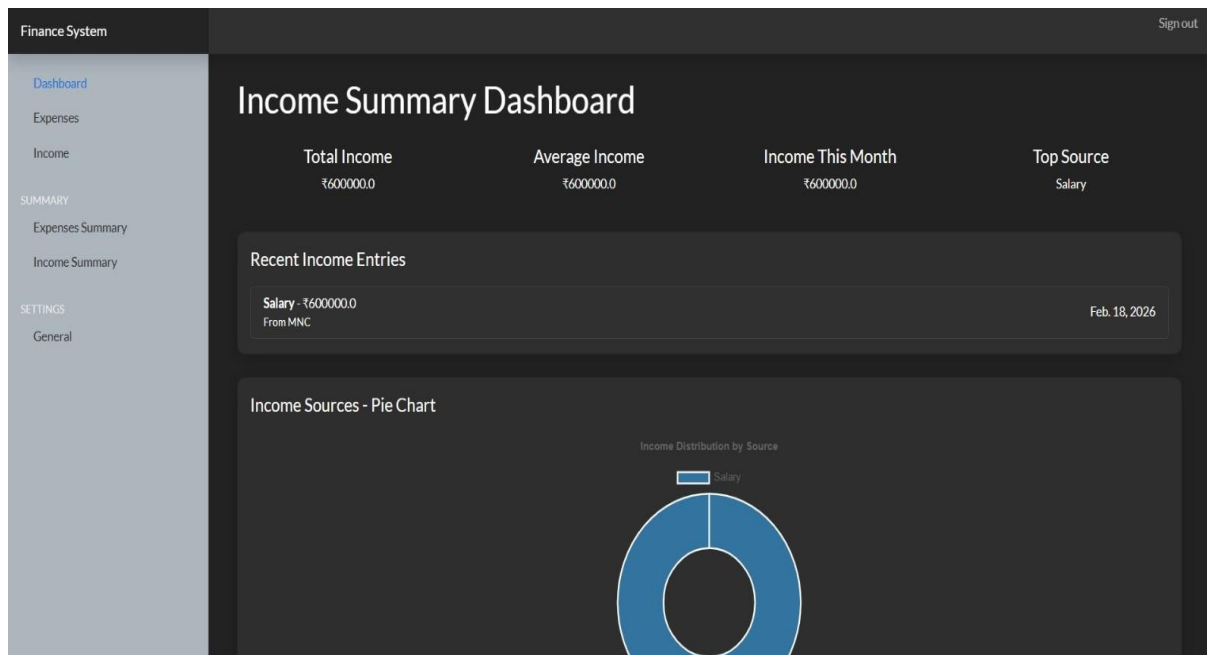 Finance System
Sign out
Dashboard
Expenses
Income
SUMMARY
Expenses Summary
Income Summary
SETTINGS
General
Income Summary Dashboard
Total Income
Average Income
Income This Month
Top Source
₹600000.0
₹600000.0
₹600000.0
Salary
Recent Income Entries
Salary - ₹600000.0
From MNC
Feb. 18, 2026
Income Sources - Pie Chart
Income Distribution by Source
Salary